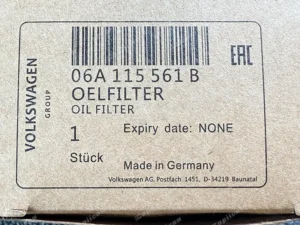 VOLKSWAGEN
GROUP
EAC
06A 115 561 B
OELFILTER
OIL FILTER
1
Expiry date: NONE
Stück
Made in Germany
Volkswagen AG, Postfach 1451, D-34219 Baunatal